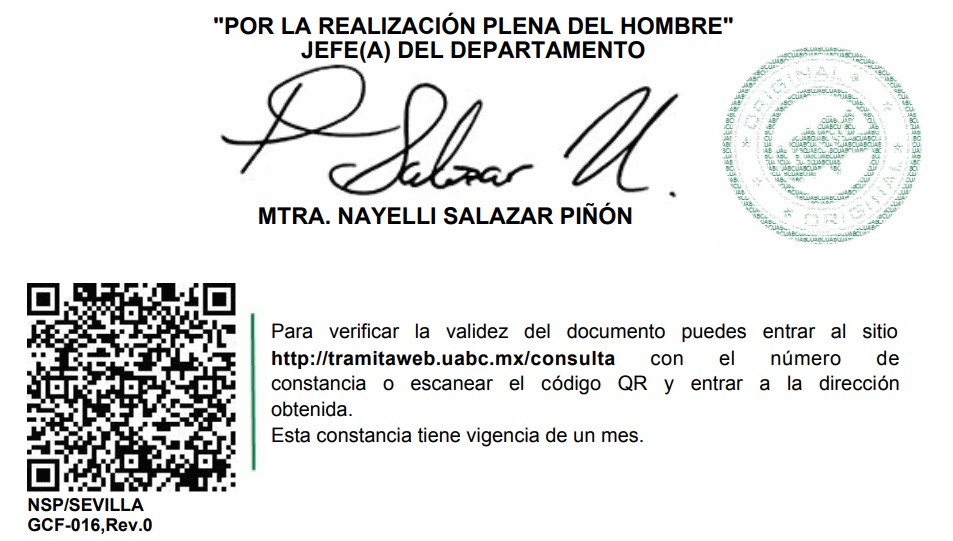 "POR LA REALIZACIÓN PLENA DEL HOMBRE"
JEFE(A) DEL DEPARTAMENTO
Salazar
MTRA. NAYELLI SALAZAR PIÑÓN
ORIGINAL
ORIGINAL
Para verificar la validez del documento puedes entrar al sitio
http://tramitaweb.uabc.mx/consulta con el número de
constancia o escanear el código QR y entrar a la dirección
obtenida.
Esta constancia tiene vigencia de un mes.
NSP/SEVILLA
GCF-016,Rev.0